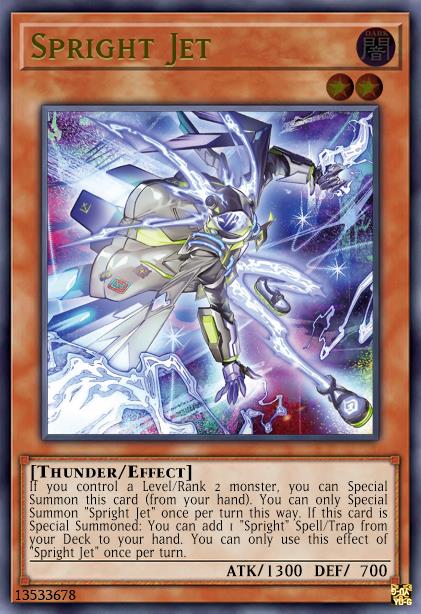 Spright Jet
DARK
闇
[Thunder/Effect]
If you control a Level/Rank 2 monster, you can Special
Summon this card (from your hand). You can only Special
Summon "Spright Jet" once per turn this way. If this card is
Special Summoned: You can add 1 "Spright" Spell/Trap from
your Deck to your hand. You can only use this effect of
"Spright Jet" once per turn.
ATK/1300 DEF/ 700
13533678